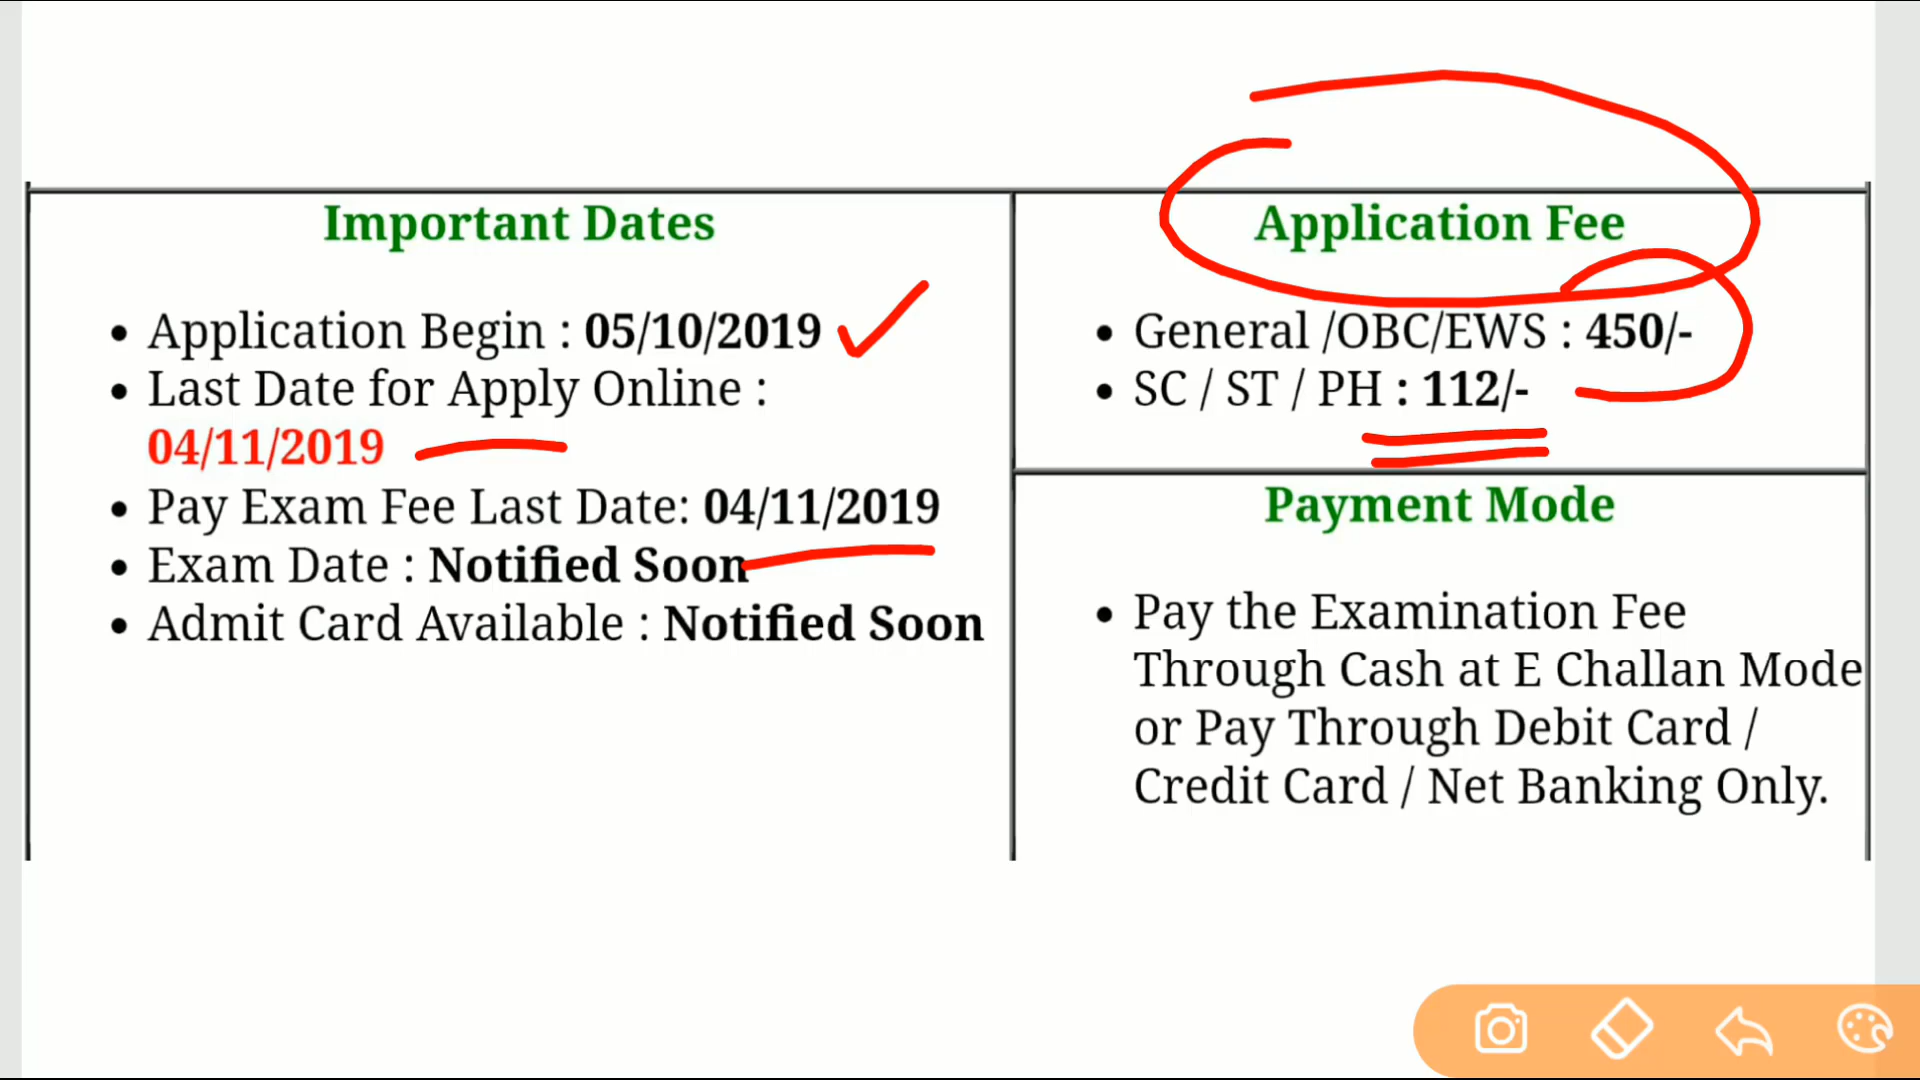 Important Dates
• Application Begin : 05/10/2019
• Last Date for Apply Online :
04/11/2019
• Pay Exam Fee Last Date: 04/11/2019
• Exam Date : Notified Soon
• Admit Card Available : Notified Soon
Application Fee
• General /OBC/EWS : 450/-
• SC / ST / PH : 112/-
Payment Mode
• Pay the Examination Fee
Through Cash at E Challan Mode
or Pay Through Debit Card /
Credit Card / Net Banking Only.